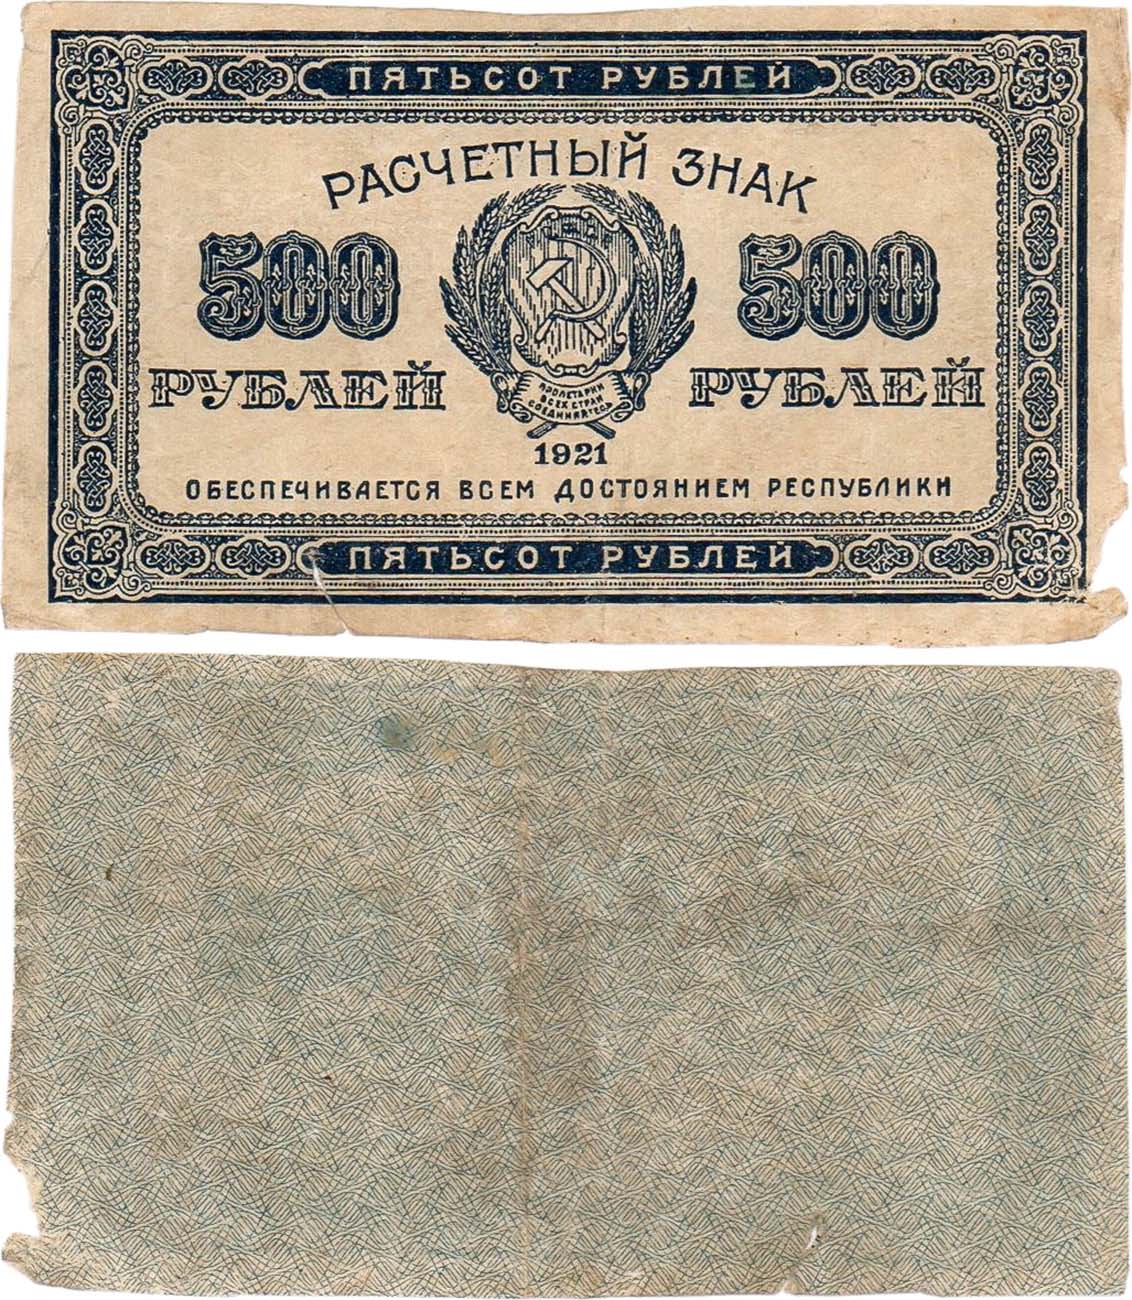 ПЯТЬСОТ РУБЛЕЙ
РАСЧЕТНЫЙ ЗНАК
500 500
РУБЛЕЙ РУБЛЕЙ
ПРОЛЕТАРИИ
ВСЕХ СТРАН
СОЕДИНЯЙТЕСЬ
1921
ОБЕСПЕЧИВАЕТСЯ ВСЕМ ДОСТОЯНИЕМ РЕСПУБЛИКИ
ПЯТЬСОТ РУБЛЕЙ